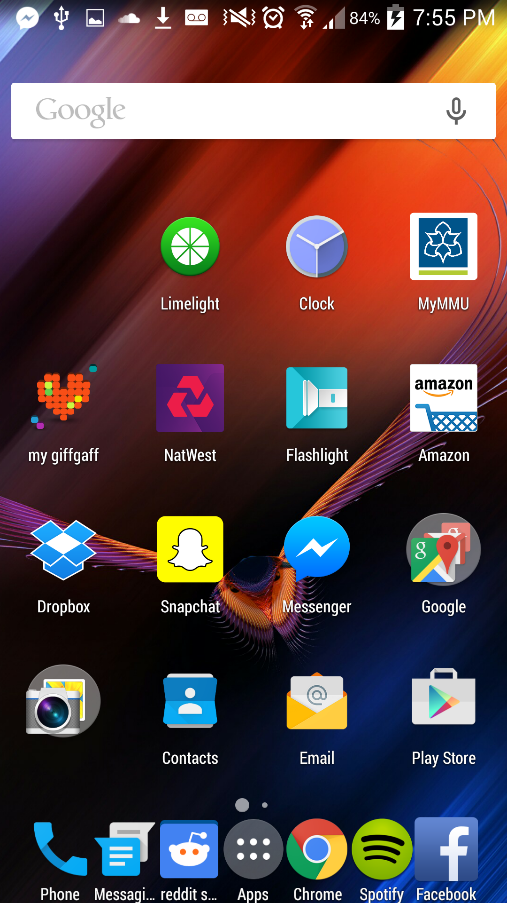 84% 7:55 PM
Google
Limelight
Clock
MyMMU
amazon
my giffgaff
NatWest
Flashlight
Amazon
g
Dropbox
Snapchat
Messenger
Google
@
Contacts
Email
Play Store
f
Phone
Messagi...
reddit s...
Apps
Chrome
Spotify
Facebook